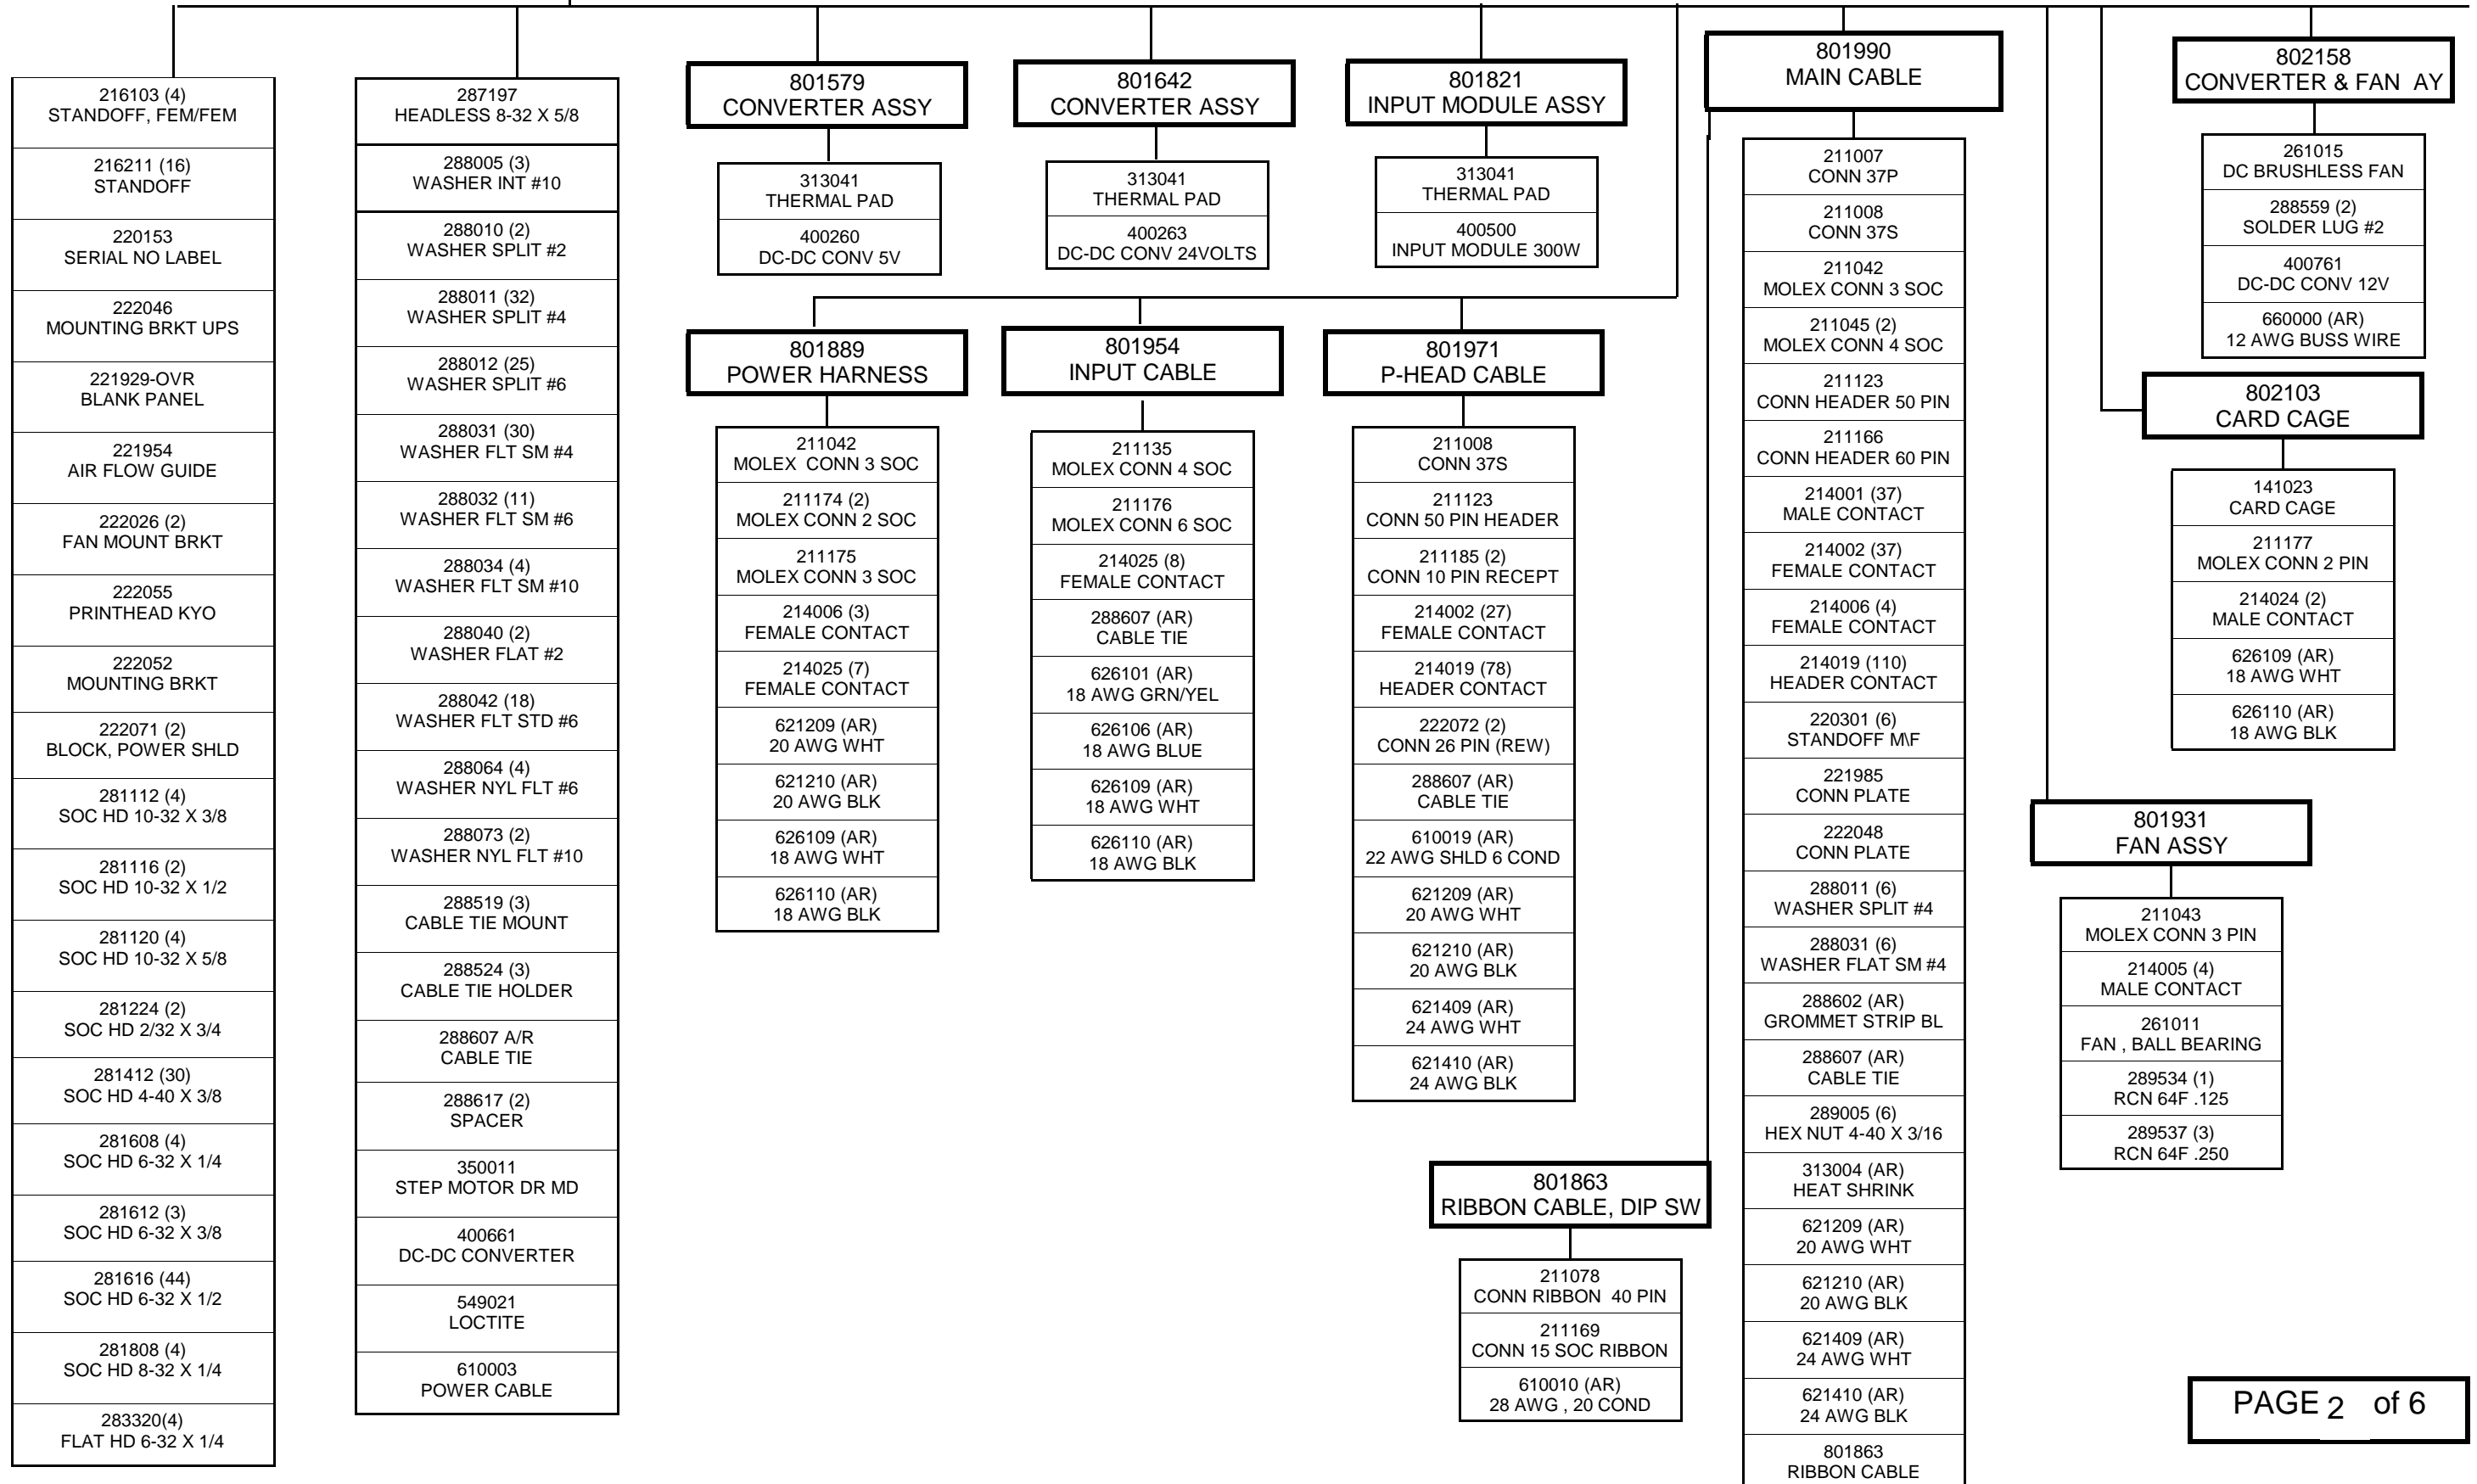 216103 (4)
STANDOFF, FEM/FEM
216211 (16)
STANDOFF
220153
SERIAL NO LABEL
222046
MOUNTING BRKT UPS
221929-OVR
BLANK PANEL
221954
AIR FLOW GUIDE
222026 (2)
FAN MOUNT BRKT
222055
PRINTHEAD KYO
222052
MOUNTING BRKT
222071 (2)
BLOCK, POWER SHLD
281112 (4)
SOC HD 10-32 X 3/8
281116 (2)
SOC HD 10-32 X 1/2
281120 (4)
SOC HD 10-32 X 5/8
281224 (2)
SOC HD 2/32 X 3/4
281412 (30)
SOC HD 4-40 X 3/8
281608 (4)
SOC HD 6-32 X 1/4
281612 (3)
SOC HD 6-32 X 3/8
281616 (44)
SOC HD 6-32 X 1/2
281808 (4)
SOC HD 8-32 X 1/4
283320(4)
FLAT HD 6-32 X 1/4
287197
HEADLESS 8-32 X 5/8
288005 (3)
WASHER INT #10
288010 (2)
WASHER SPLIT #2
288011 (32)
WASHER SPLIT #4
288012 (25)
WASHER SPLIT #6
288031 (30)
WASHER FLT SM #4
288032 (11)
WASHER FLT SM #6
288034 (4)
WASHER FLT SM #10
288040 (2)
WASHER FLAT #2
288042 (18)
WASHER FLT STD #6
288064 (4)
WASHER NYL FLT #6
288073 (2)
WASHER NYL FLT #10
288519 (3)
CABLE TIE MOUNT
288524 (3)
CABLE TIE HOLDER
288607 A/R
CABLE TIE
288617 (2)
SPACER
350011
STEP MOTOR DR MD
400661
DC-DC CONVERTER
549021
LOCTITE
610003
POWER CABLE
801579
CONVERTER ASSY
313041
THERMAL PAD
400260
DC-DC CONV 5V
801642
CONVERTER ASSY
313041
THERMAL PAD
400263
DC-DC CONV 24VOLTS
801821
INPUT MODULE ASSY
313041
THERMAL PAD
400500
INPUT MODULE 300W
801889
POWER HARNESS
211042
MOLEX CONN 3 SOC
211174 (2)
MOLEX CONN 2 SOC
211175
MOLEX CONN 3 SOC
214006 (3)
FEMALE CONTACT
214025 (7)
FEMALE CONTACT
621209 (AR)
20 AWG WHT
621210 (AR)
20 AWG BLK
626109 (AR)
18 AWG WHT
626110 (AR)
18 AWG BLK
801954
INPUT CABLE
211135
MOLEX CONN 4 SOC
211176
MOLEX CONN 6 SOC
214025 (8)
FEMALE CONTACT
288607 (AR)
CABLE TIE
626101 (AR)
18 AWG GRN/YEL
626106 (AR)
18 AWG BLUE
626109 (AR)
18 AWG WHT
626110 (AR)
18 AWG BLK
801971
P-HEAD CABLE
211008
CONN 37S
211123
CONN 50 PIN HEADER
211185 (2)
CONN 10 PIN RECEPT
214002 (27)
FEMALE CONTACT
214019 (78)
HEADER CONTACT
222072 (2)
CONN 26 PIN (REW)
288607 (AR)
CABLE TIE
610019 (AR)
22 AWG SHLD 6 COND
621209 (AR)
20 AWG WHT
621210 (AR)
20 AWG BLK
621409 (AR)
24 AWG WHT
621410 (AR)
24 AWG BLK
801863
RIBBON CABLE, DIP SW
211078
CONN RIBBON 40 PIN
211169
CONN 15 SOC RIBBON
610010 (AR)
28 AWG , 20 COND
801990
MAIN CABLE
211007
CONN 37P
211008
CONN 37S
211042
MOLEX CONN 3 SOC
211045 (2)
MOLEX CONN 4 SOC
211123
CONN HEADER 50 PIN
211166
CONN HEADER 60 PIN
214001 (37)
MALE CONTACT
214002 (37)
FEMALE CONTACT
214006 (4)
FEMALE CONTACT
214019 (110)
HEADER CONTACT
220301 (6)
STANDOFF M\F
221985
CONN PLATE
222048
CONN PLATE
288011 (6)
WASHER SPLIT #4
288031 (6)
WASHER FLAT SM #4
288602 (AR)
GROMMET STRIP BL
288607 (AR)
CABLE TIE
289005 (6)
HEX NUT 4-40 X 3/16
313004 (AR)
HEAT SHRINK
621209 (AR)
20 AWG WHT
621210 (AR)
20 AWG BLK
621409 (AR)
24 AWG WHT
621410 (AR)
24 AWG BLK
801863
RIBBON CABLE
802158
CONVERTER & FAN AY
261015
DC BRUSHLESS FAN
288559 (2)
SOLDER LUG #2
400761
DC-DC CONV 12V
660000 (AR)
12 AWG BUSS WIRE
802103
CARD CAGE
141023
CARD CAGE
211177
MOLEX CONN 2 PIN
214024 (2)
MALE CONTACT
626109 (AR)
18 AWG WHT
626110 (AR)
18 AWG BLK
801931
FAN ASSY
211043
MOLEX CONN 3 PIN
214005 (4)
MALE CONTACT
261011
FAN , BALL BEARING
289534 (1)
RCN 64F .125
289537 (3)
RCN 64F .250
PAGE 2 of 6